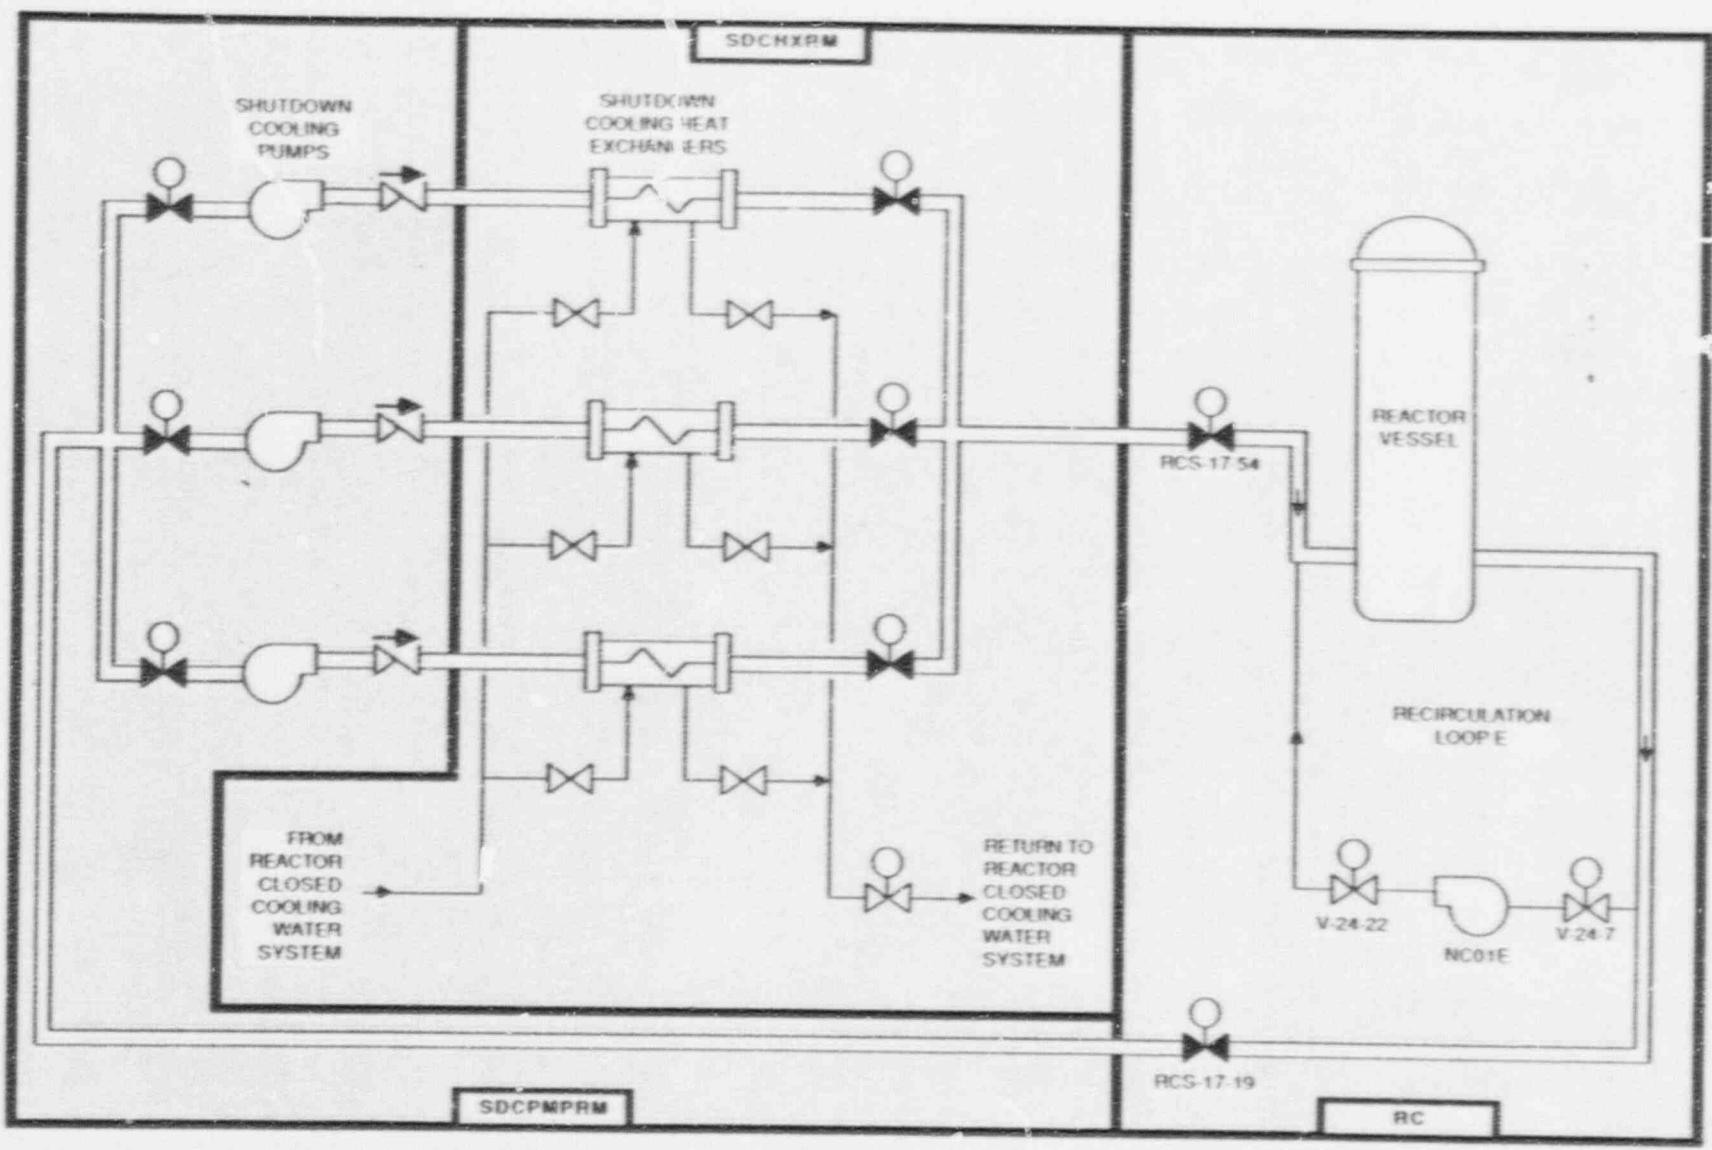 SDCHXRM
SHUTDOWN
COOLING
PUMPS
SHUTDOWN
COOLING HEAT
EXCHANGERS
REACTOR
VESSEL
RCS-17-54
RECIRCULATION
LOOP E
FROM
REACTOR
CLOSED
COOLING
WATER
SYSTEM
RETURN TO
REACTOR
CLOSED
COOLING
WATER
SYSTEM
V-24-22
NC01E
V-24-7
RCS-17-19
SDCPMPRM
RC